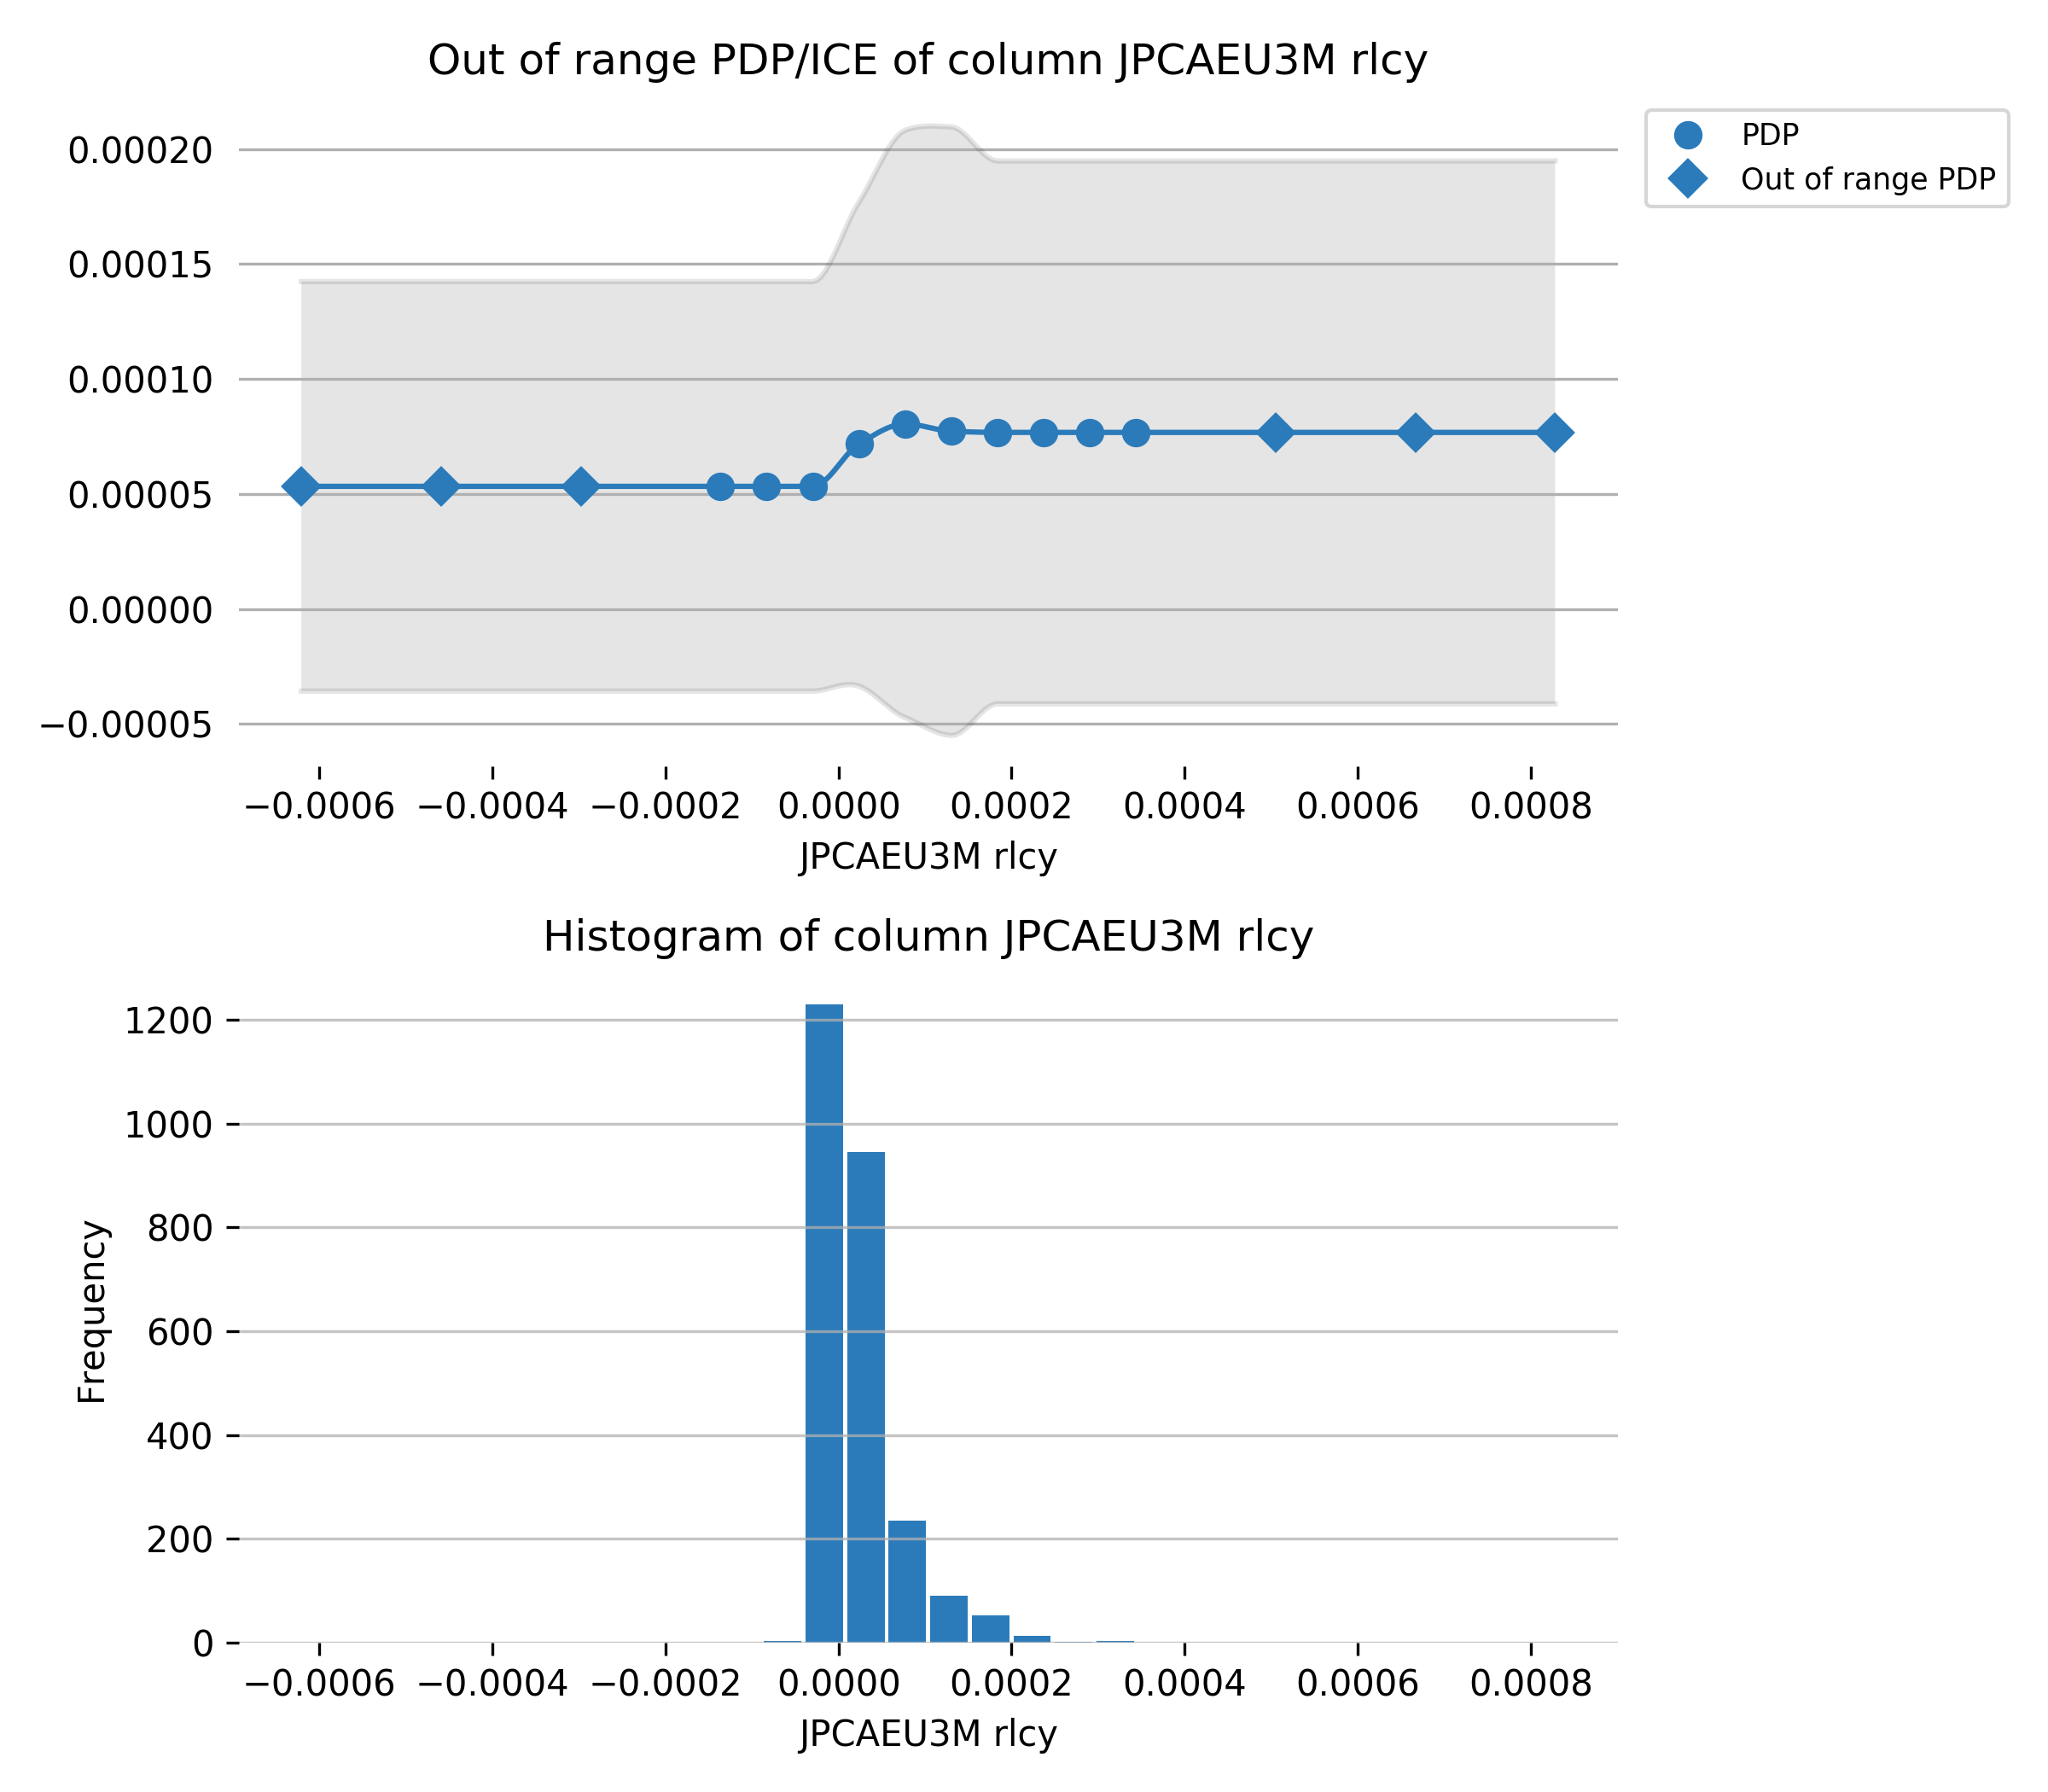 Out of range PDP/ICE of column JPCAEU3M rlcy
PDP
Out of range PDP
0.00020
0.00015
0.00010
0.00005
0.00000
−0.00005
−0.0006 −0.0004 −0.0002 0.0000 0.0002 0.0004 0.0006 0.0008
JPCAEU3M rlcy
Histogram of column JPCAEU3M rlcy
Frequency
1200
1000
800
600
400
200
0
−0.0006 −0.0004 −0.0002 0.0000 0.0002 0.0004 0.0006 0.0008
JPCAEU3M rlcy